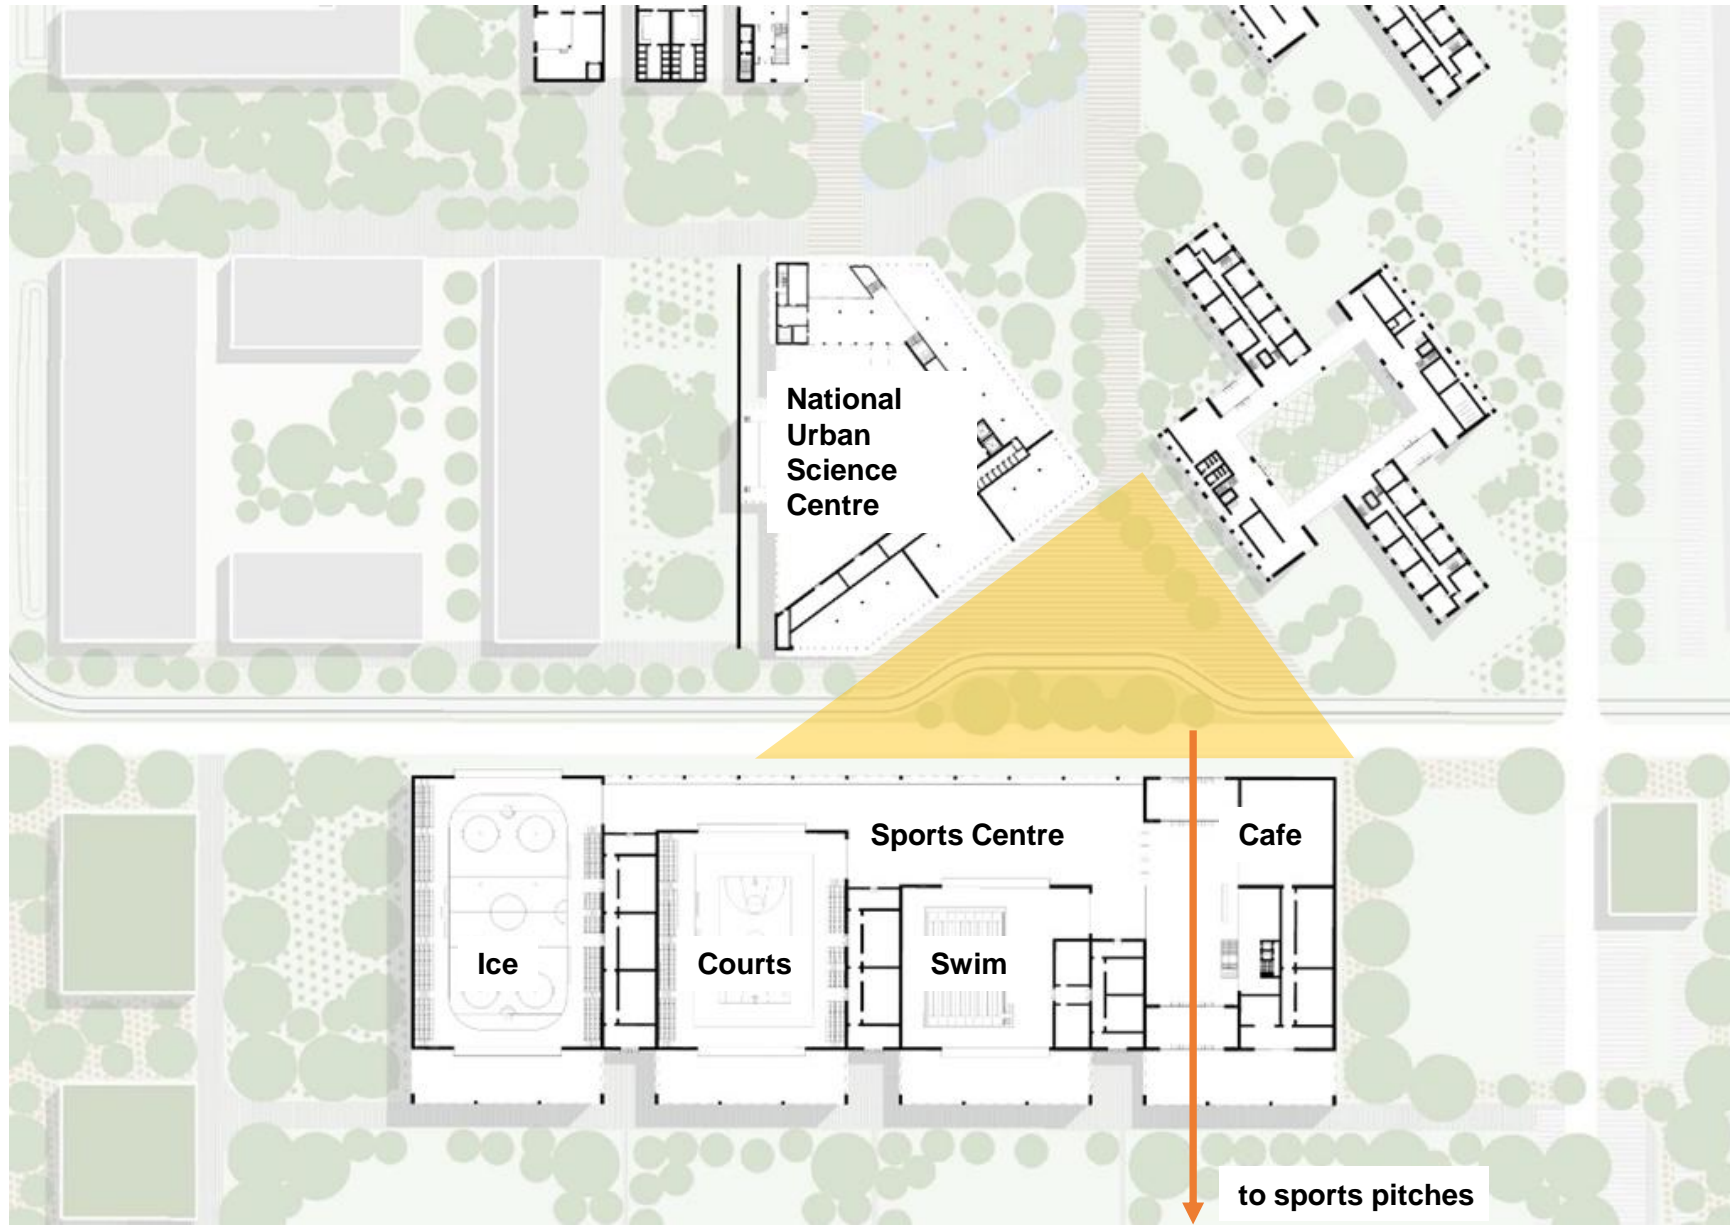 National
Urban
Science
Centre
Sports Centre
Cafe
Ice
Courts
Swim
to sports pitches